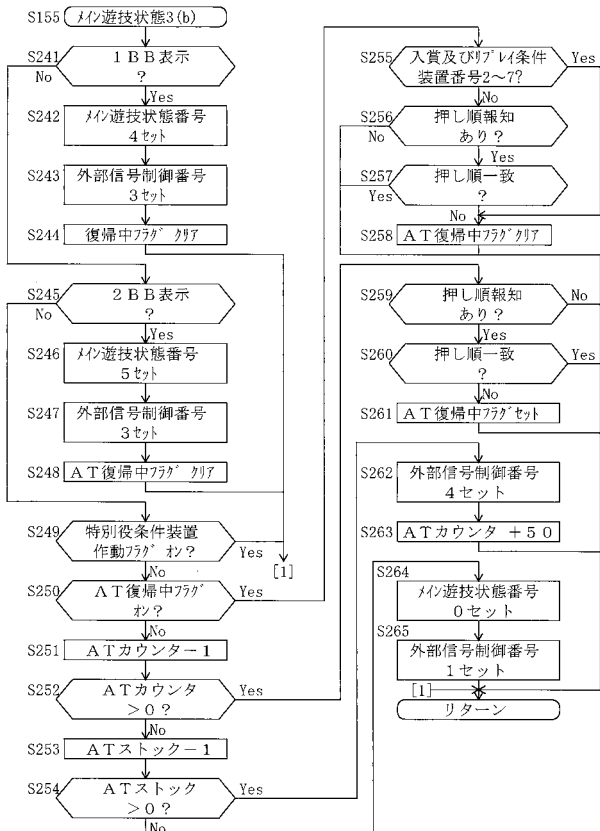 S155 メイン遊技状態3(b)
S241 1BB表示
?
No
Yes
S242 メイン遊技状態番号
4セット
S243 外部信号制御番号
3セット
S244 復帰中フラグ クリア
S245 2BB表示
?
No
Yes
S246 メイン遊技状態番号
5セット
S247 外部信号制御番号
3セット
S248 AT復帰中フラグ クリア
S249 特別役条件装置
作動フラグ オン?
Yes
No
[1]
S250 AT復帰中フラグ
オン?
Yes
No
S251 ATカウンター1
S252 ATカウンタ
>0?
Yes
No
S253 ATストック-1
S254 ATストック
>0?
Yes
No
S255 入賞及びリプレイ条件
装置番号2~7?
Yes
No
S256 押し順報知
あり?
No
Yes
S257 押し順一致
?
Yes
No
S258 AT復帰中フラグクリア
S259 押し順報知
あり?
No
Yes
S260 押し順一致
?
Yes
No
S261 AT復帰中フラグセット
S262 外部信号制御番号
4セット
S263 ATカウンタ +50
S264
メイン遊技状態番号
0セット
S265
外部信号制御番号
1セット
[1]
リターン